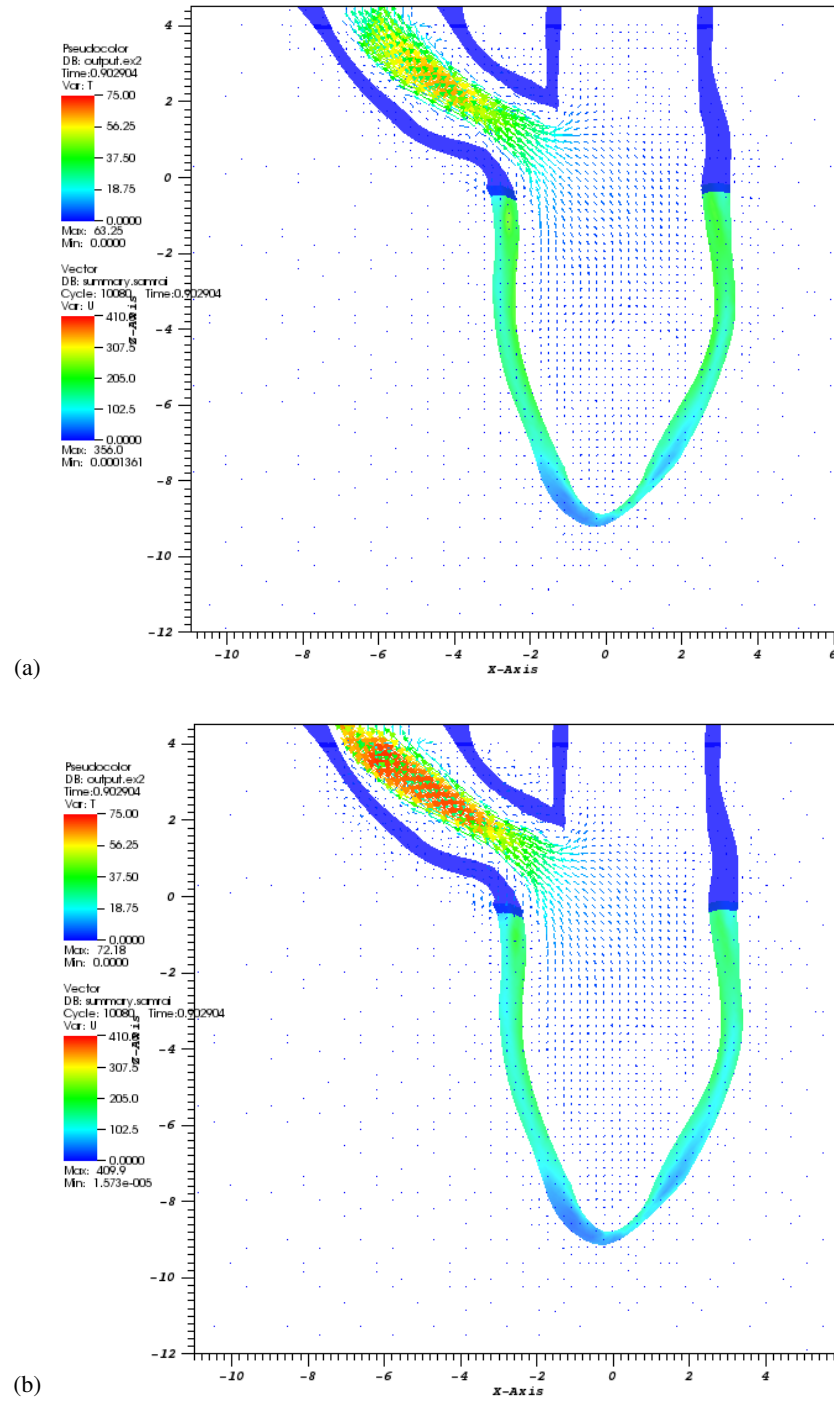 4
2
0
-2
-4
-6
-8
-10
-12
Z-Axis
Pseudocolor
DB: output.ex2
Time:0.902904
Var: T
75.00
56.25
37.50
18.75
0.0000
Max: 63.25
Min: 0.0000
Vector
DB: summary.samrai
Cycle: 10080 Time:0.902904
Var: U
410.0
307.5
205.0
102.5
0.0000
Max: 356.0
Min: 0.0001361
-10 -8 -6 -4 -2 0 2 4 6
X-Axis
(a)
4
2
0
-2
-4
-6
-8
-10
-12
Z-Axis
Pseudocolor
DB: output.ex2
Time:0.902904
Var: T
75.00
56.25
37.50
18.75
0.0000
Max: 72.18
Min: 0.0000
Vector
DB: summary.samrai
Cycle: 10080 Time:0.902904
Var: U
410.0
307.5
205.0
102.5
0.0000
Max: 409.9
Min: 1.573e-005
-10 -8 -6 -4 -2 0 2 4
X-Axis
(b)